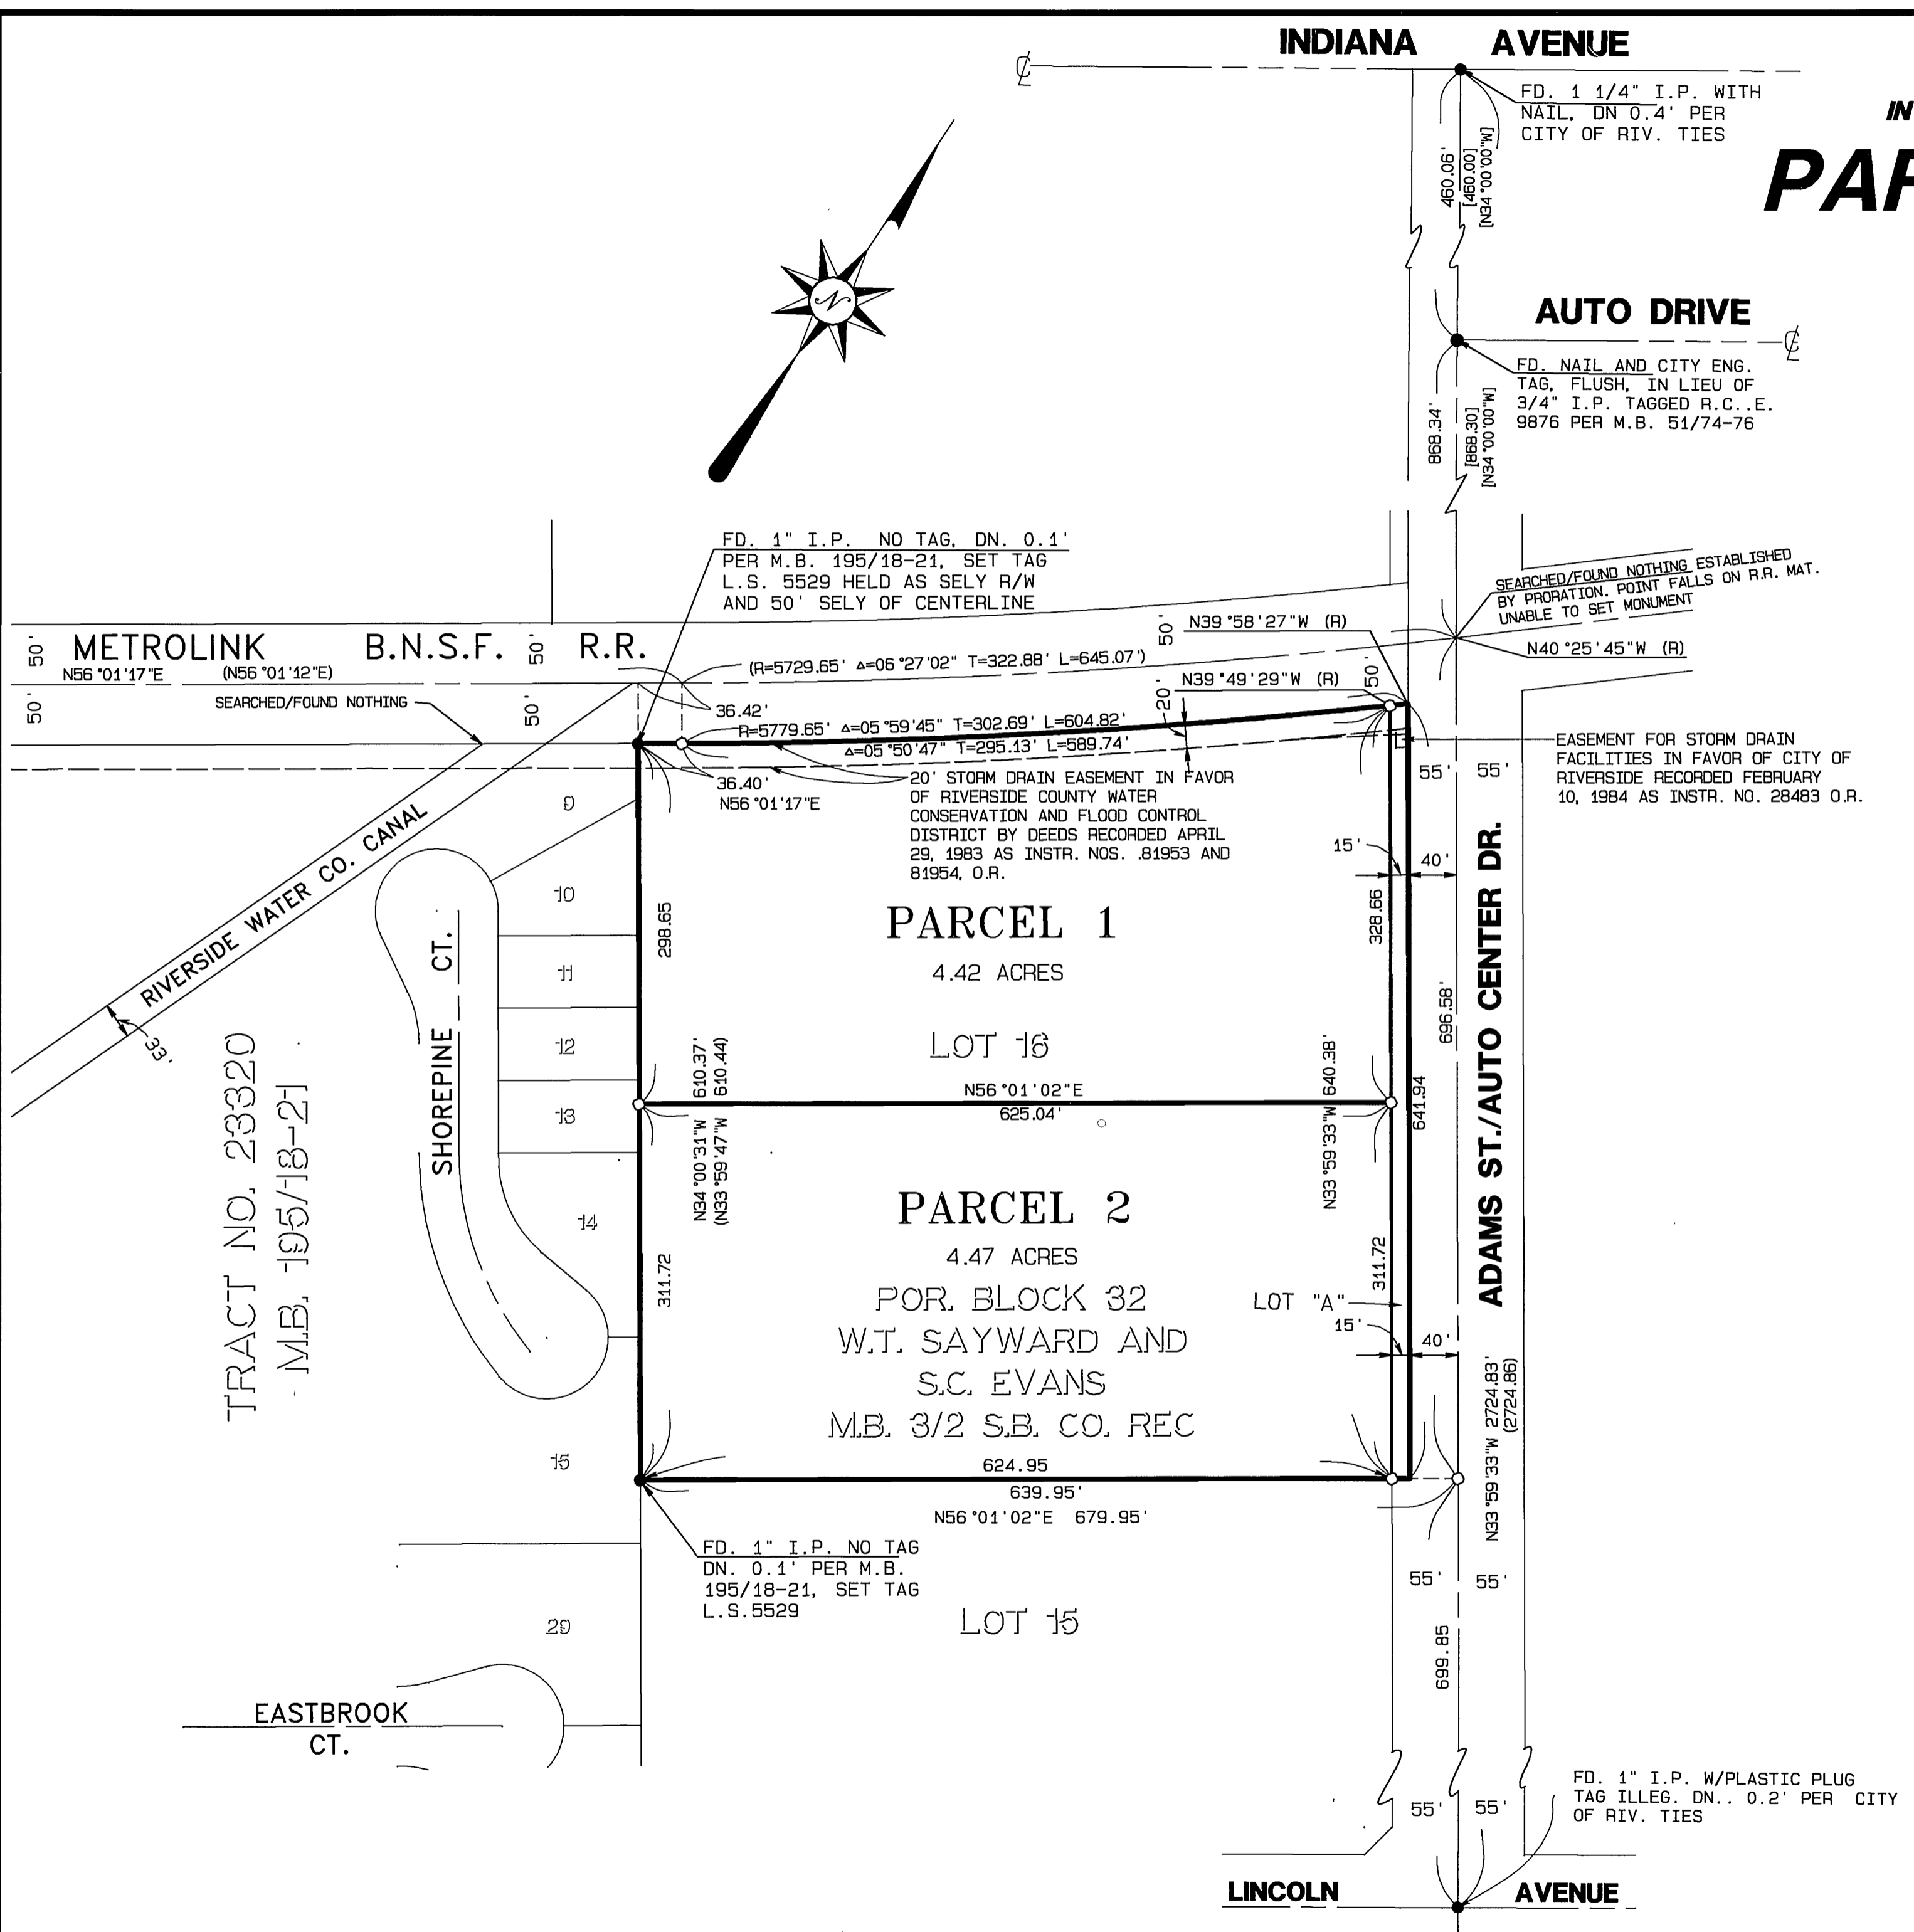 INDIANA AVENUE
℄
FD. 1 1/4" I.P. WITH
NAIL, DN 0.4' PER
CITY OF RIV. TIES
IN
PAR
460.06'
[460.00]
[N34°00'00"W]
N
AUTO DRIVE
℄
FD. NAIL AND CITY ENG.
TAG, FLUSH, IN LIEU OF
3/4" I.P. TAGGED R.C..E.
9876 PER M.B. 51/74-76
868.34'
[868.30]
[N34°00'00"W]
FD. 1" I.P. NO TAG, DN. 0.1'
PER M.B. 195/18-21, SET TAG
L.S. 5529 HELD AS SELY R/W
AND 50' SELY OF CENTERLINE
SEARCHED/FOUND NOTHING ESTABLISHED
BY PRORATION. POINT FALLS ON R.R. MAT.
UNABLE TO SET MONUMENT
N40°25'45"W (R)
50'
METROLINK B.N.S.F. 50' R.R.
N56°01'17"E (N56°01'12"E)
50'
SEARCHED/FOUND NOTHING
50'
50'
N39°58'27"W (R)
(R=5729.65' Δ=06°27'02" T=322.88' L=645.07')
N39°49'29"W (R)
50'
20'
36.42'
R=5779.65' Δ=05°59'45" T=302.69' L=604.82'
Δ=05°50'47" T=295.13' L=589.74'
36.40'
N56°01'17"E
20' STORM DRAIN EASEMENT IN FAVOR
OF RIVERSIDE COUNTY WATER
CONSERVATION AND FLOOD CONTROL
DISTRICT BY DEEDS RECORDED APRIL
29, 1983 AS INSTR. NOS. .81953 AND
81954, O.R.
EASEMENT FOR STORM DRAIN
FACILITIES IN FAVOR OF CITY OF
RIVERSIDE RECORDED FEBRUARY
10, 1984 AS INSTR. NO. 28483 O.R.
55' 55'
15'
40'
RIVERSIDE WATER CO. CANAL
33'
9
10
11
12
13
14
15
29
SHOREPINE CT.
TRACT NO. 23320
M.B. 195/18-21
298.65
328.66
PARCEL 1
4.42 ACRES
LOT 16
N56°01'02"E
625.04'
N34°00'31"W 610.37'
(N33°59'47"W 610.44)
N33°59'33"W 640.38'
641.94
696.58'
ADAMS ST./AUTO CENTER DR.
PARCEL 2
4.47 ACRES
POR. BLOCK 32
W.T. SAYWARD AND
S.C. EVANS
M.B. 3/2 S.B. CO. REC
311.72
311.72
LOT "A"
15'
40'
N33°59'33"W 2724.83'
(2724.86)
624.95
639.95'
N56°01'02"E 679.95'
FD. 1" I.P. NO TAG
DN. 0.1' PER M.B.
195/18-21, SET TAG
L.S.5529
LOT 15
55' 55'
699.85
EASTBROOK
CT.
55' 55'
FD. 1" I.P. W/PLASTIC PLUG
TAG ILLEG. DN.. 0.2' PER CITY
OF RIV. TIES
LINCOLN AVENUE